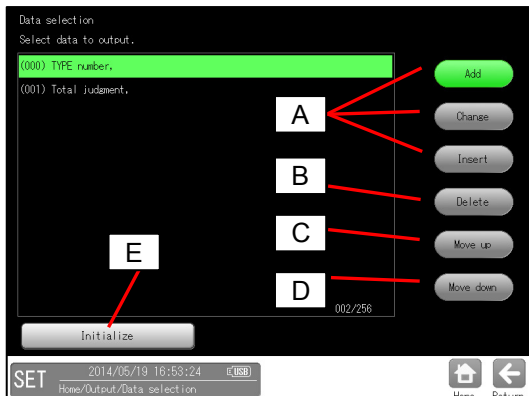 Data selection
Select data to output.
(000) TYPE number,
(001) Total judgment,
Add
A
Change
Insert
B
Delete
C
Move up
E
D
Move down
002/256
Initialize
SET
2014/05/19 16:53:24
USB
Home/Output/Data selection
Home
Return